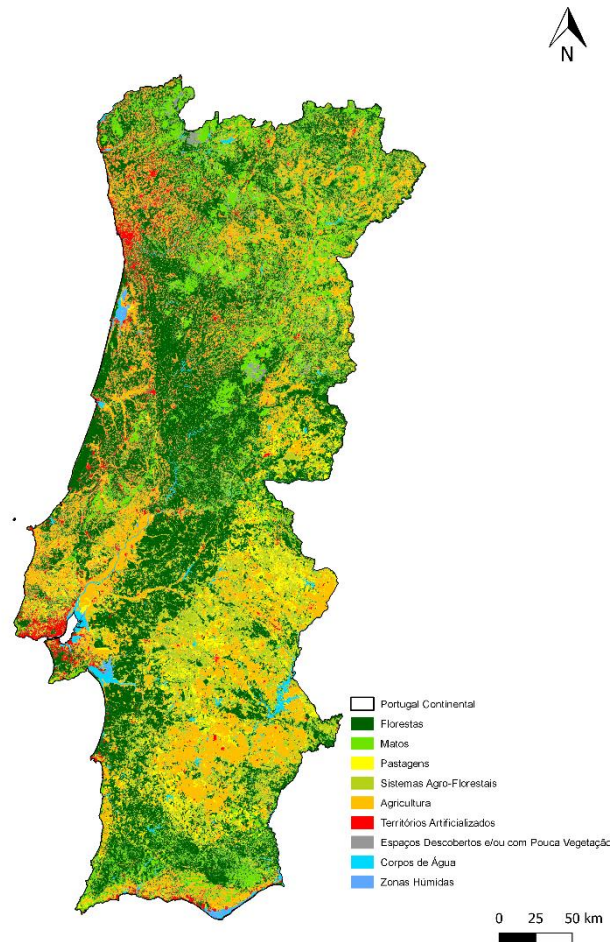 N
Portugal Continental
Florestas
Matos
Pastagens
Sistemas Agro-Florestais
Agricultura
Territórios Artificializados
Espaços Descobertos e/ou com Pouca Vegetação
Corpos de Água
Zonas Húmidas
0 25 50 km